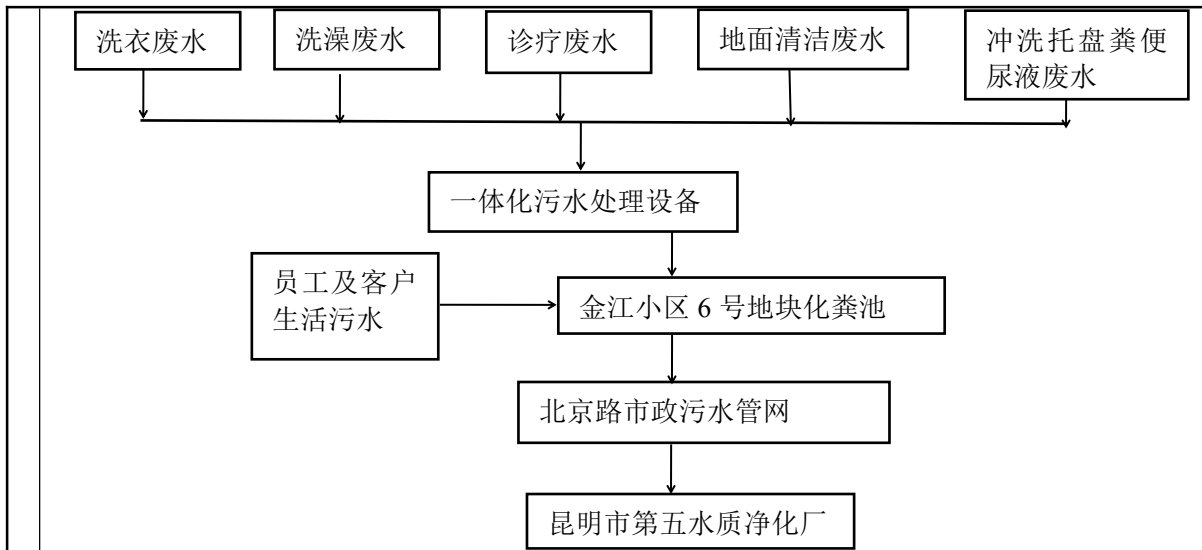 洗衣废水
洗澡废水
诊疗废水
地面清洁废水
冲洗托盘粪便
尿液废水
一体化污水处理设备
员工及客户
生活污水
金江小区 6 号地块化粪池
北京路市政污水管网
昆明市第五水质净化厂